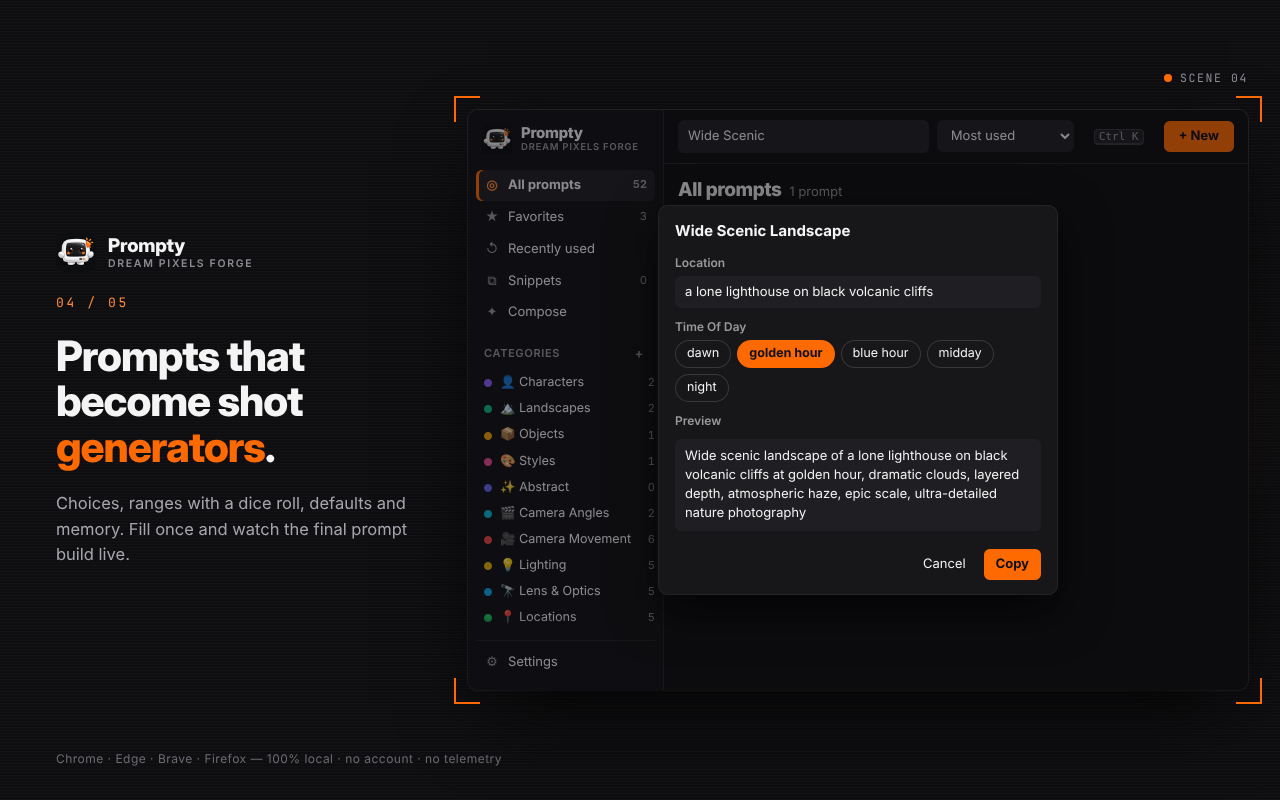 SCENE 04
Prompty
DREAM PIXELS FORGE
04 / 05
Prompts that
become shot
generators.
Choices, ranges with a dice roll, defaults and
memory. Fill once and watch the final prompt
build live.
Prompty
DREAM PIXELS FORGE
All prompts 52
Favorites 3
Recently used
Snippets 0
Compose
CATEGORIES +
Characters 2
Landscapes 2
Objects 1
Styles 1
Abstract 0
Camera Angles 2
Camera Movement 6
Lighting 5
Lens & Optics 5
Locations 5
Settings
Wide Scenic
Most used
Ctrl K
+ New
All prompts 1 prompt
Wide Scenic Landscape
Location
a lone lighthouse on black volcanic cliffs
Time Of Day
dawn golden hour blue hour midday
night
Preview
Wide scenic landscape of a lone lighthouse on black
volcanic cliffs at golden hour, dramatic clouds, layered
depth, atmospheric haze, epic scale, ultra-detailed
nature photography
Cancel Copy
Chrome · Edge · Brave · Firefox — 100% local · no account · no telemetry